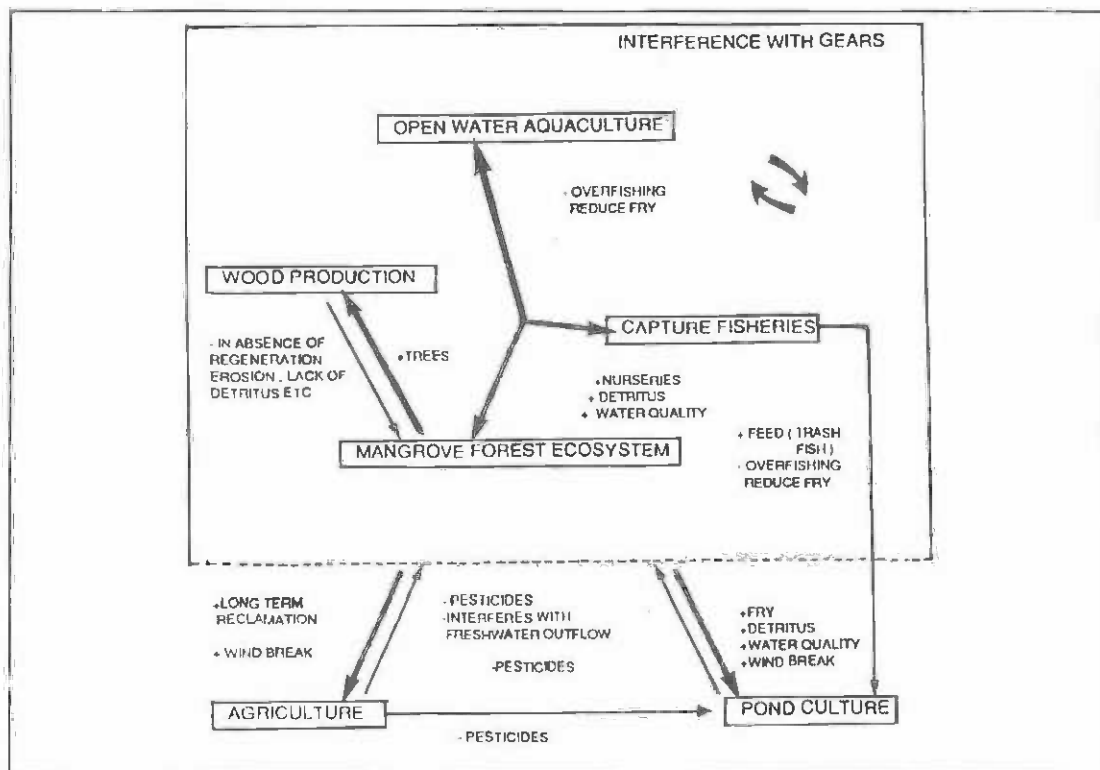 INTERFERENCE WITH GEARS
OPEN WATER AQUACULTURE
- OVERFISHING
REDUCE FRY
WOOD PRODUCTION
CAPTURE FISHERIES
- IN ABSENCE OF
REGENERATION
EROSION . LACK OF
DETRITUS ETC
+TREES
+NURSERIES
+ DETRITUS
+ WATER QUALITY
MANGROVE FOREST ECOSYSTEM
+ FEED ( TRASH
FISH )
- OVERFISHING
REDUCE FRY
+LONG TERM
RECLAMATION
+ WIND BREAK
-PESTICIDES
-INTERFERES WITH
FRESHWATER OUTFLOW
-PESTICIDES
+FRY
+DETRITUS
+WATER QUALITY
+WIND BREAK
AGRICULTURE
POND CULTURE
- PESTICIDES